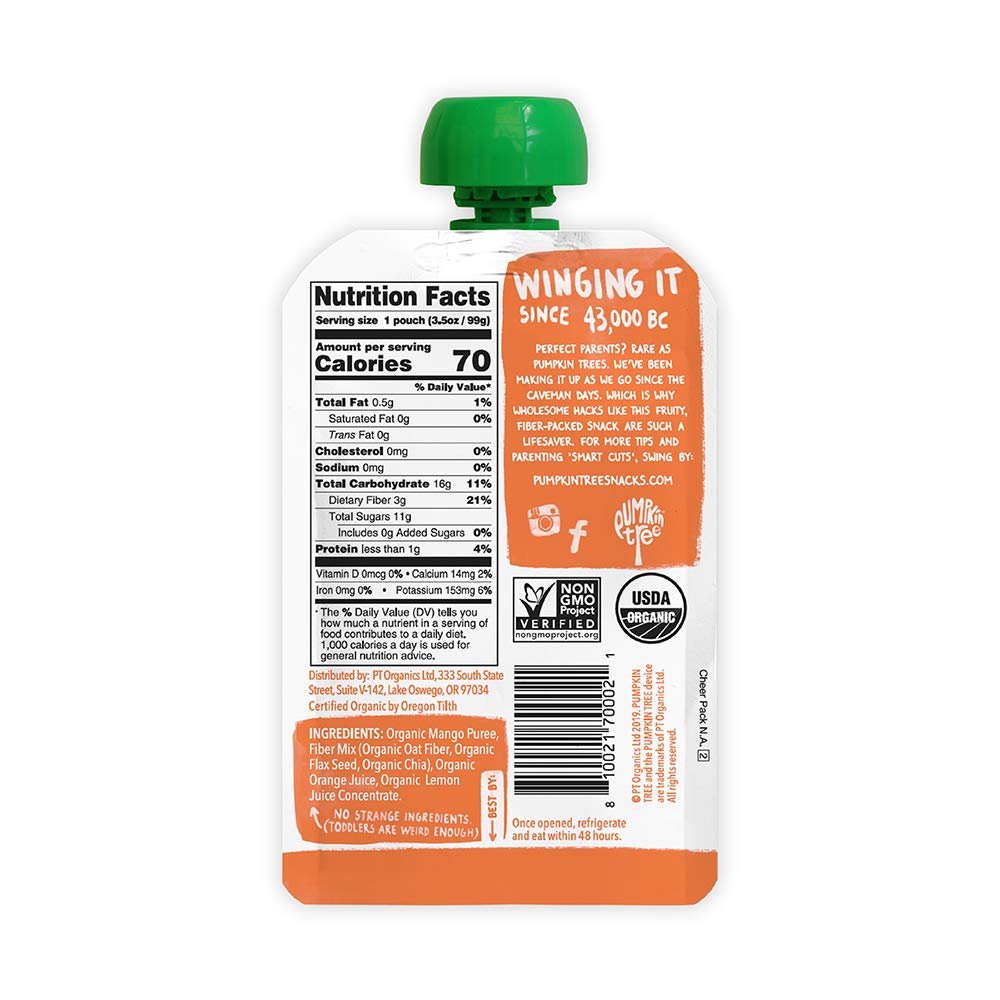 Nutrition Facts
Serving size 1 pouch (3.5oz / 99g)
Amount per serving
Calories 70
% Daily Value*
Total Fat 0.5g 1%
Saturated Fat 0g 0%
Trans Fat 0g
Cholesterol 0mg 0%
Sodium 0mg 0%
Total Carbohydrate 16g 11%
Dietary Fiber 3g 21%
Total Sugars 11g
Includes 0g Added Sugars 0%
Protein less than 1g 4%
Vitamin D 0mcg 0% • Calcium 14mg 2%
Iron 0mg 0% • Potassium 153mg 6%
*The % Daily Value (DV) tells you
how much a nutrient in a serving of
food contributes to a daily diet.
1,000 calories a day is used for
general nutrition advice.
Distributed by: PT Organics Ltd, 333 South State
Street, Suite V-142, Lake Oswego, OR 97034
Certified Organic by Oregon Tilth
INGREDIENTS: Organic Mango Puree,
Fiber Mix (Organic Oat Fiber, Organic
Flax Seed, Organic Chia), Organic
Orange Juice, Organic Lemon
Juice Concentrate.
NO STRANGE INGREDIENTS.
(TODDLERS ARE WEIRD ENOUGH)
BEST BY:
WINGING IT
SINCE 43,000 BC
PERFECT PARENTS? RARE AS
PUMPKIN TREES. WE'VE BEEN
MAKING IT UP AS WE GO SINCE THE
CAVEMAN DAYS. WHICH IS WHY
WHOLESOME HACKS LIKE THIS FRUITY,
FIBER-PACKED SNACK ARE SUCH A
LIFESAVER. FOR MORE TIPS AND
PARENTING 'SMART CUTS', SWING BY:
PUMPKINTREESNACKS.COM
f
PUMPKIN
tree
NON
GMO
Project
VERIFIED
nongmoproject.org
USDA
ORGANIC
8 10021 70002 1
© PT Organics Ltd 2019. PUMPKIN
TREE and the PUMPKIN TREE device
are trademarks of PT Organics Ltd.
All rights reserved.
Cheer Pack N.A. 2
Once opened, refrigerate
and eat within 48 hours.